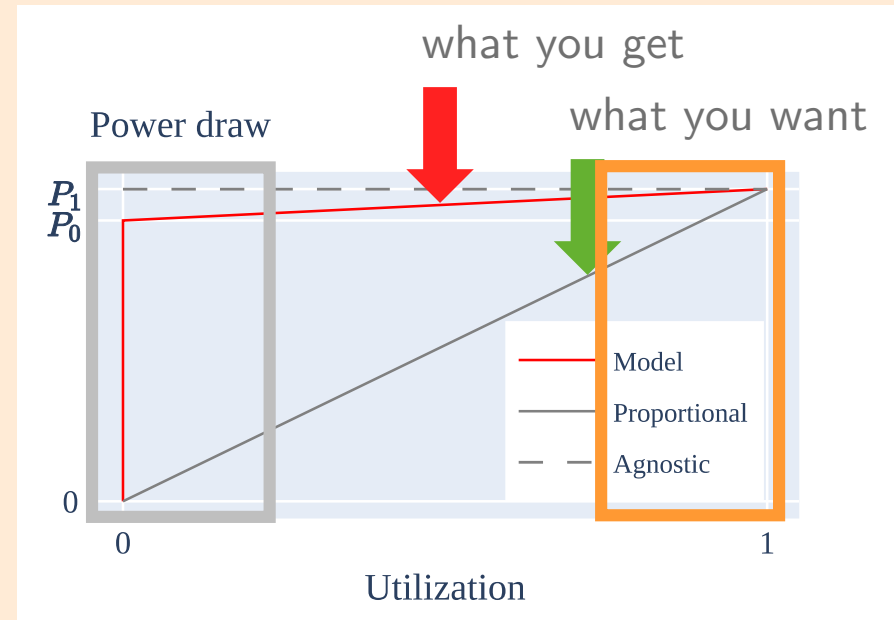 what you get
what you want
Power draw
P₁
P₀
Model
Proportional
Agnostic
0
0
1
Utilization